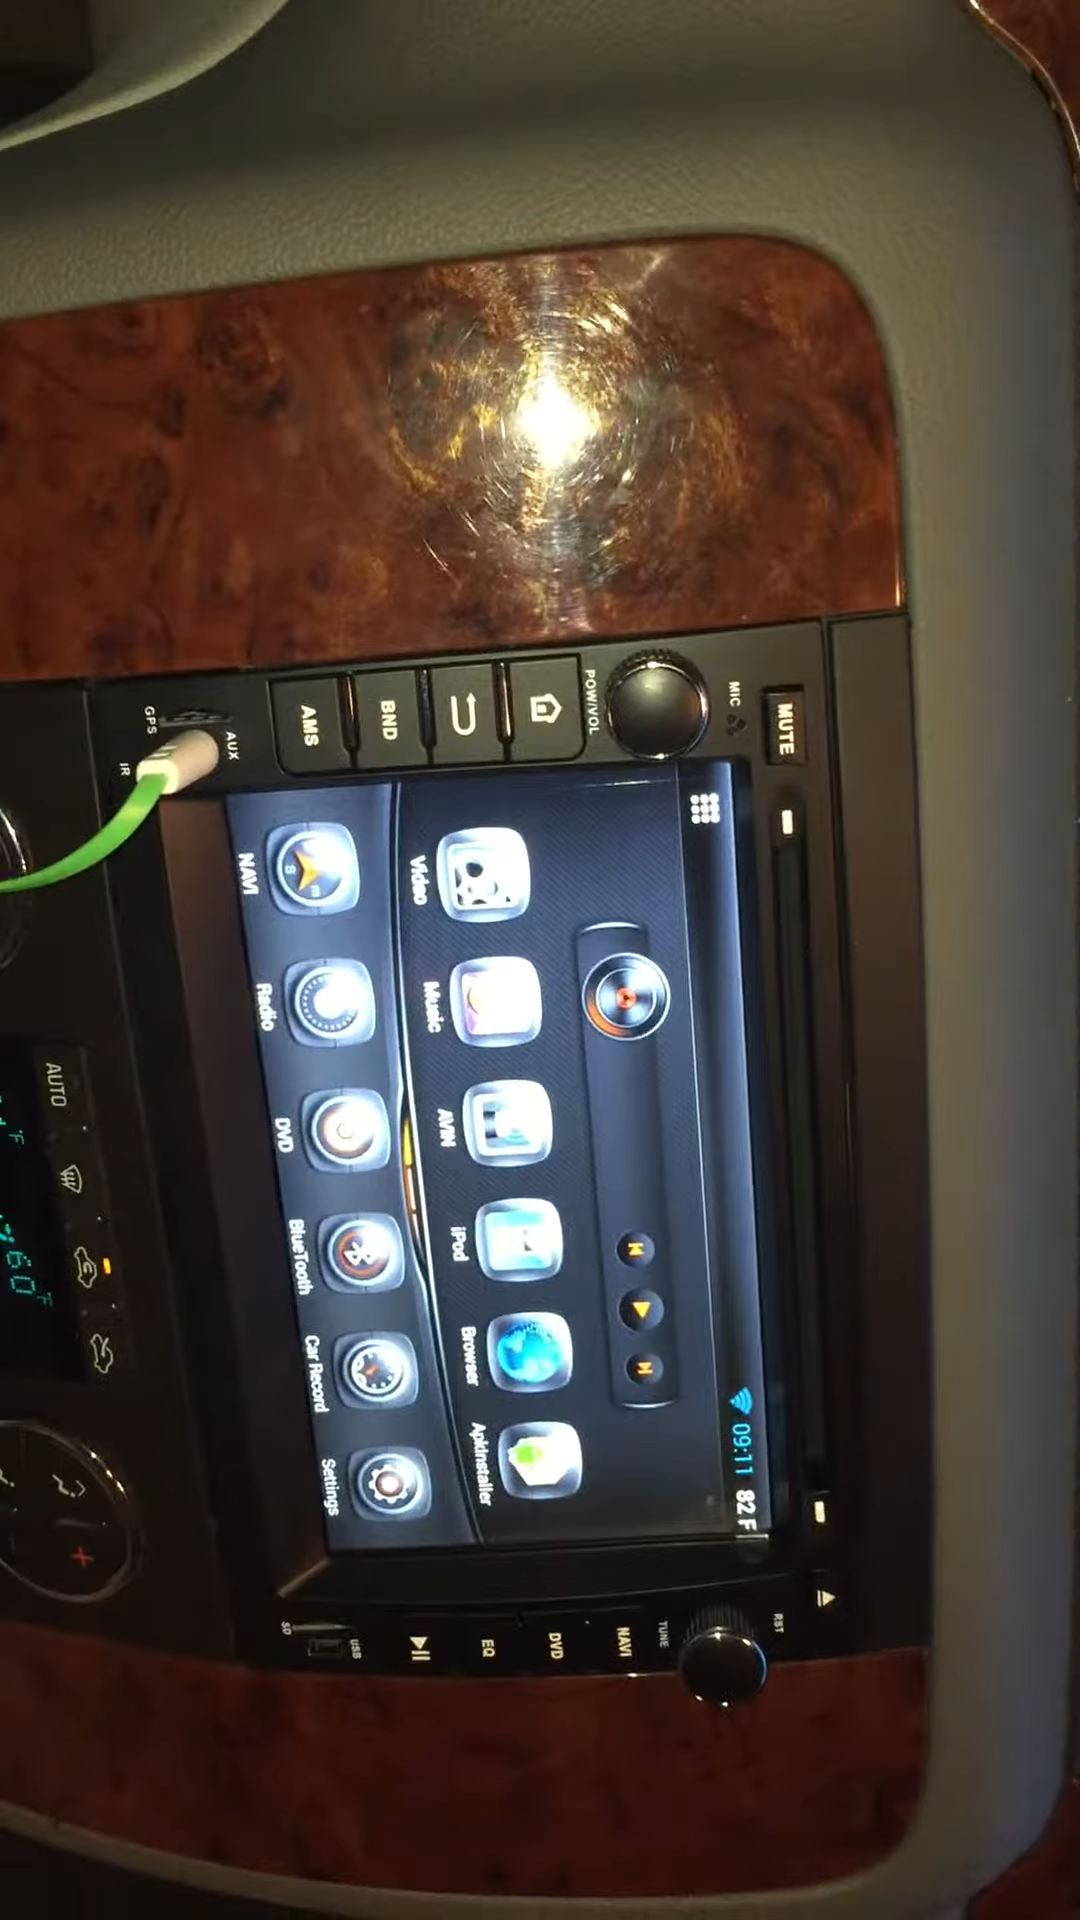 MUTE
MIC
POW/VOL
BND
AMS
AUX
GPS
IR
09:11 82 F
Video Music AVIN iPod Browser ApkInstaller
NAVI Radio DVD BlueTooth Car Record Settings
RST
TUNE
NAVI
DVD
EQ
USB
SD
AUTO
60°F